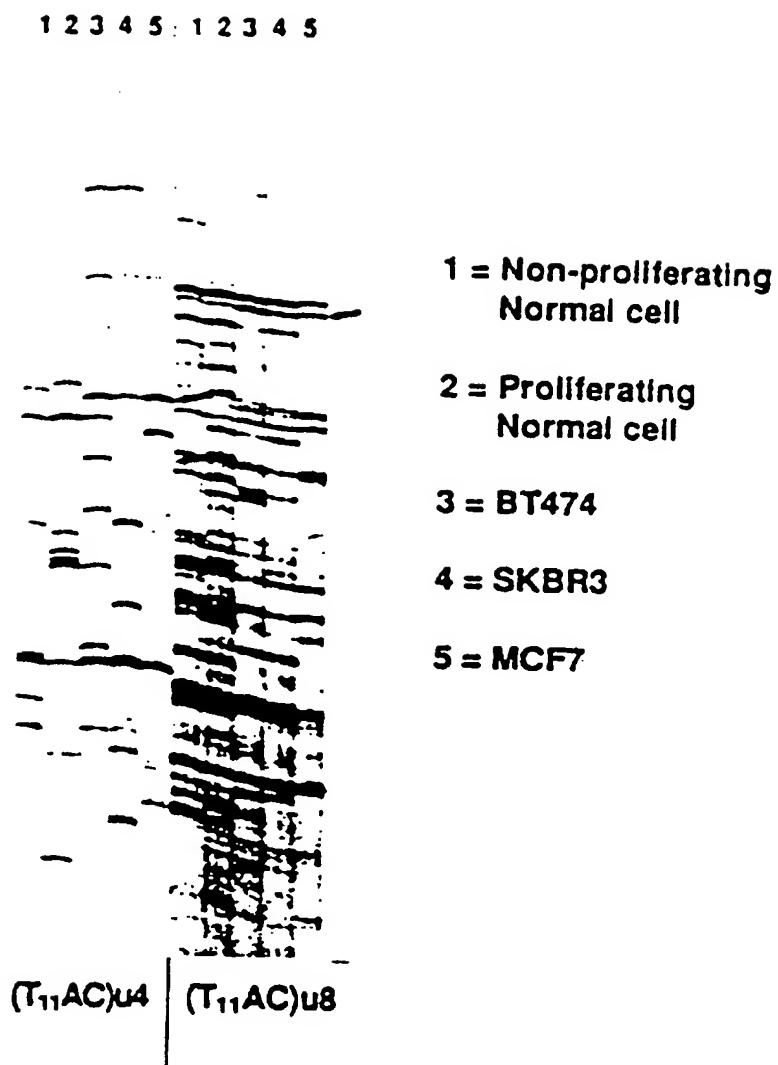 1 2 3 4 5 : 1 2 3 4 5
1 = Non-proliferating
Normal cell
2 = Proliferating
Normal cell
3 = BT474
4 = SKBR3
5 = MCF7
(T₁₁AC)u4 (T₁₁AC)u8